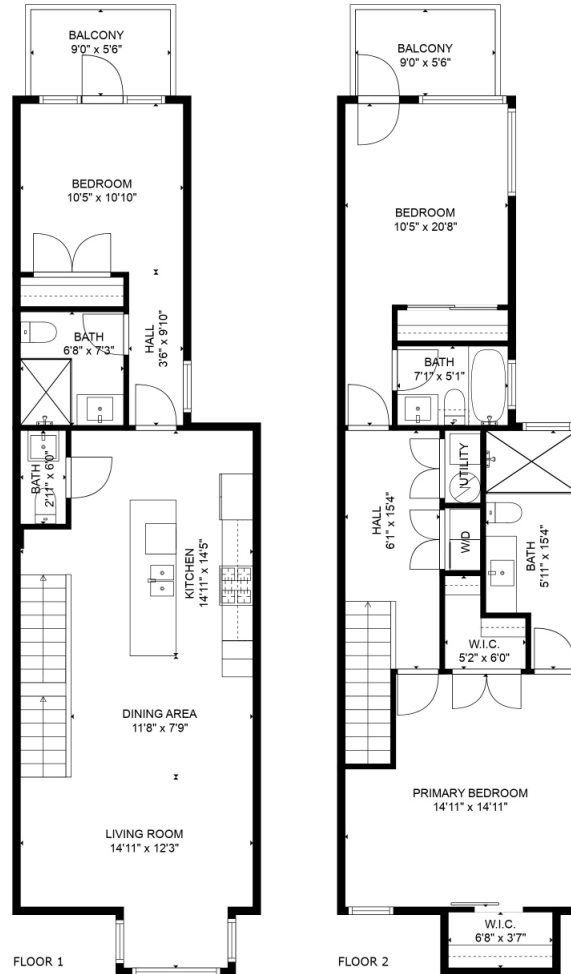 BALCONY
9'0" x 5'6"
BEDROOM
10'5" x 10'10"
HALL
3'6" x 9'10"
BATH
6'8" x 7'3"
BATH
2'11" x 6'0"
KITCHEN
14'11" x 14'5"
DINING AREA
11'8" x 7'9"
LIVING ROOM
14'11" x 12'3"
FLOOR 1
BALCONY
9'0" x 5'6"
BEDROOM
10'5" x 20'8"
BATH
7'1" x 5'1"
UTILITY
HALL
6'1" x 15'4"
W/D
BATH
5'11" x 15'4"
W.I.C.
5'2" x 6'0"
PRIMARY BEDROOM
14'11" x 14'11"
W.I.C.
6'8" x 3'7"
FLOOR 2